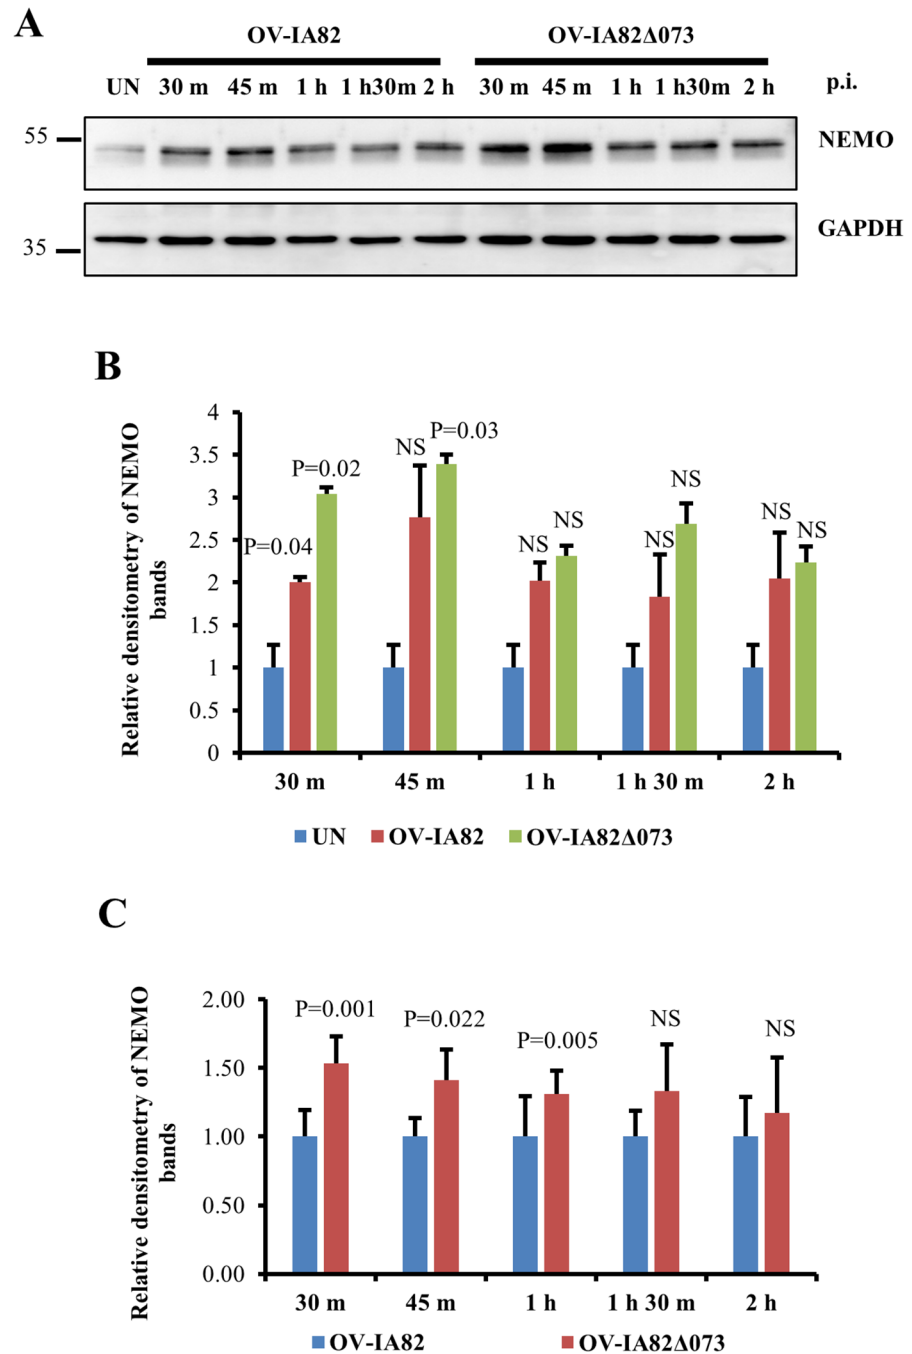 A
OV-IA82 OV-IA82Δ073
UN 30 m 45 m 1 h 1 h30m 2 h 30 m 45 m 1 h 1 h30m 2 h p.i.
55 NEMO
35 GAPDH
B
Relative densitometry of NEMO
bands
4
3.5
3
2.5
2
1.5
1
0.5
0
P=0.04 P=0.02 NS P=0.03 NS NS NS NS NS NS
30 m 45 m 1 h 1 h 30 m 2 h
UN OV-IA82 OV-IA82Δ073
C
Relative densitometry of NEMO
bands
2.00
1.50
1.00
0.50
0.00
P=0.001 P=0.022 P=0.005 NS NS
30 m 45 m 1 h 1 h 30 m 2 h
OV-IA82 OV-IA82Δ073